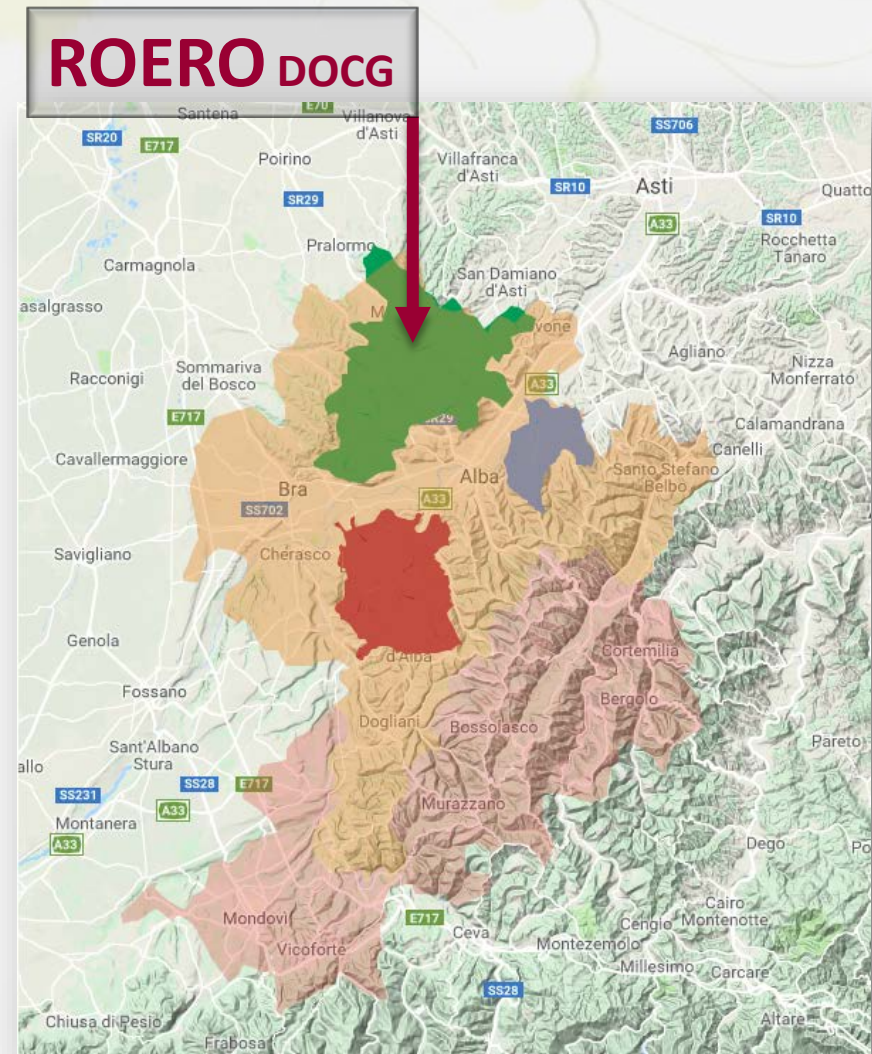 ROERO DOCG
Santena
E70
Villanova
d'Asti
SR20
E717
SS706
Poirino
Villafranca
d'Asti
SR10
Asti
Quatto
SR29
A33
SR10
Rocchetta
Tanaro
Pralormo
Carmagnola
San Damiano
d'Asti
asalgrasso
M
vone
Agliano
Racconigi
Sommariva
del Bosco
A33
Nizza
Monferrato
E717
SR29
Calamandrana
Cavallermaggiore
Canelli
Alba
Santo Stefano
Belbo
Bra
A33
SS702
Savigliano
Cherasco
Genola
d'Alba
Cortemilia
Fossano
Bergolo
Dogliani
Bossolasco
Sant'Albano
Stura
Pareto
allo
SS28
E717
SS231
A33
Murazzano
Montanera
A33
Dego
Po
Cairo
Montenotte
Mondovì
E717
Ceva
Cengio
Vicoforte
Montezemolo
Millesimo
Carcare
SS28
Chiusa di Pesio
Altare
Frabosa